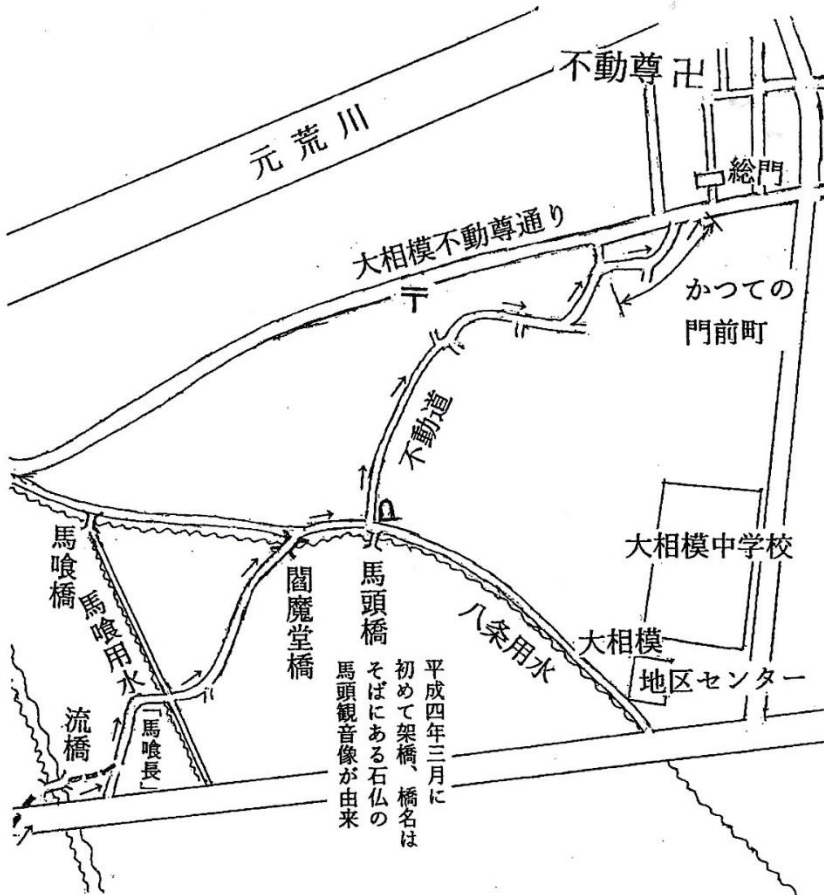 不動尊卍
元荒川
総門
大相模不動尊通り
〒
かつての
門前町
不動道
大相模中学校
馬喰橋
馬喰用水
閻魔堂橋
馬頭橋
八条用水
大相模
地区センター
流橋
「馬喰長」
平成四年三月に
初めて架橋、橋名は
そばにある石仏の
馬頭観音像が由来